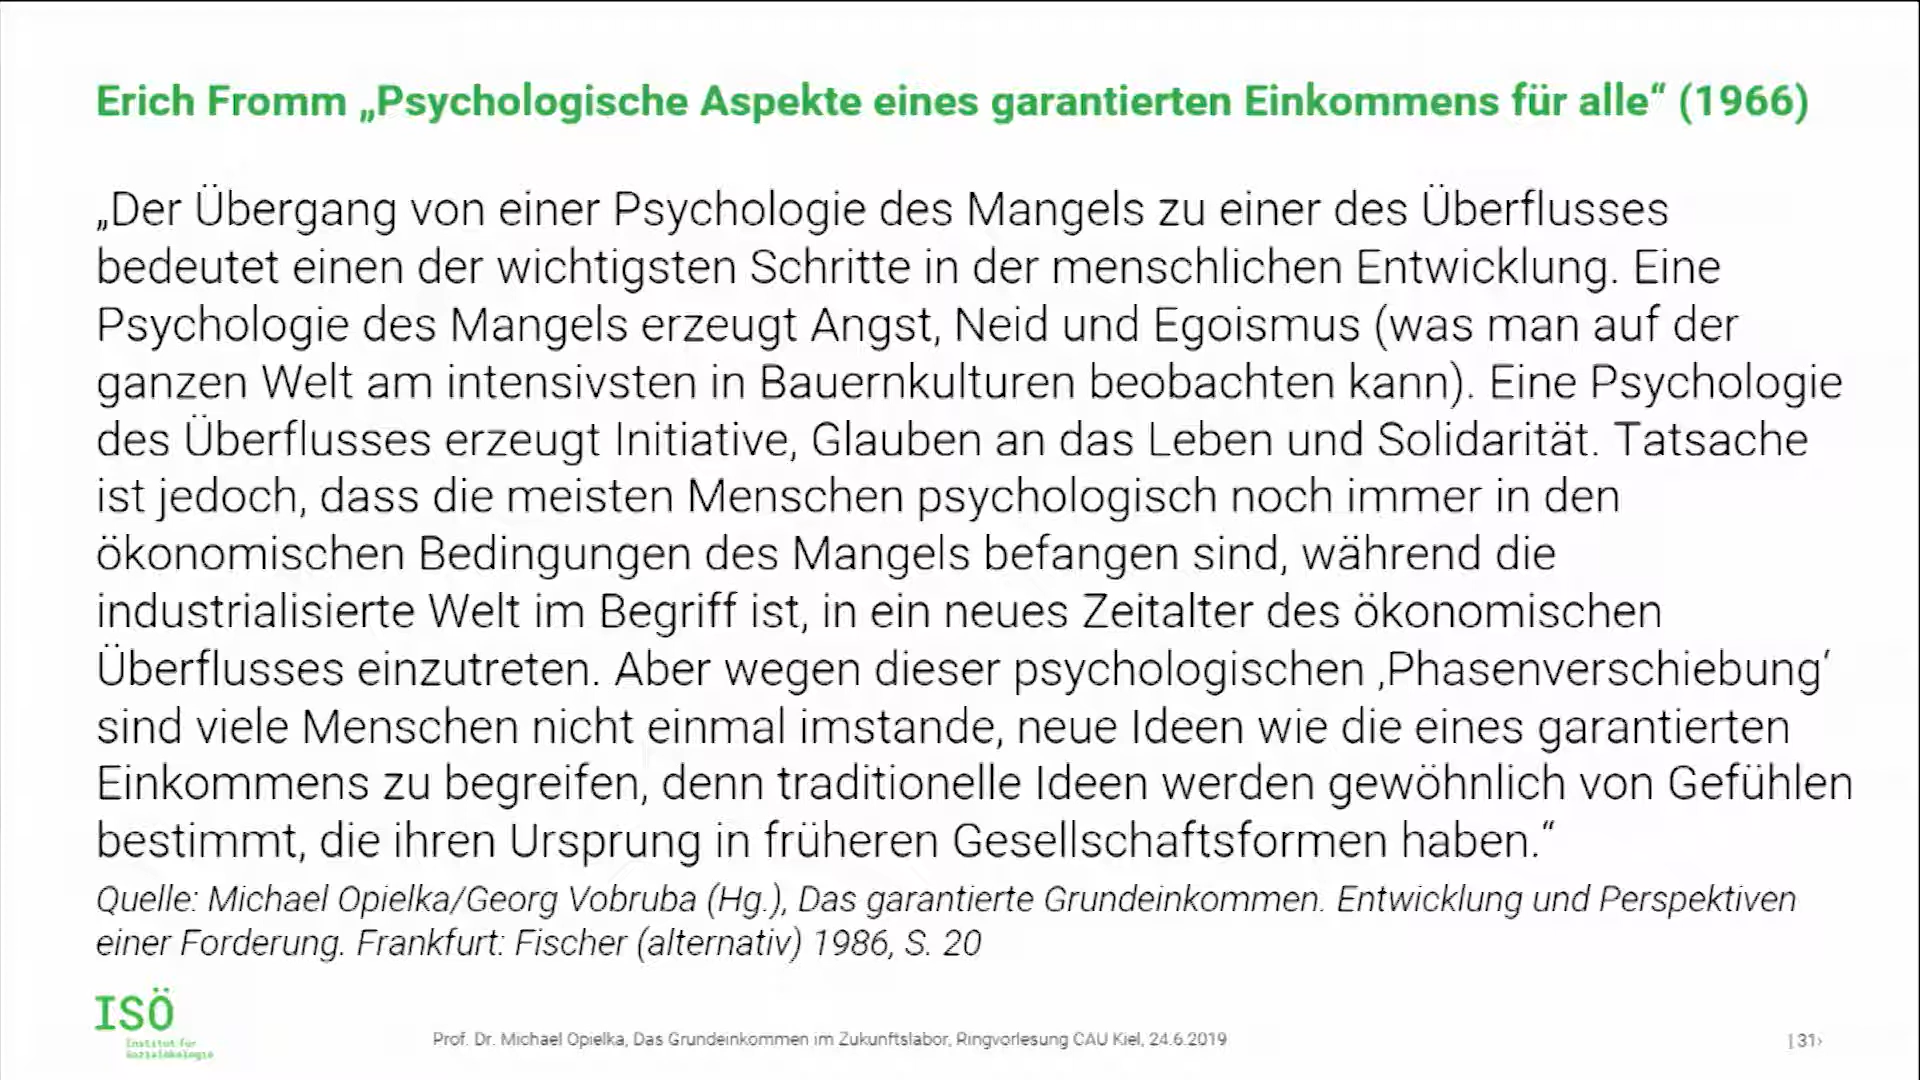 Erich Fromm „Psychologische Aspekte eines garantierten Einkommens für alle“ (1966)
„Der Übergang von einer Psychologie des Mangels zu einer des Überflusses
bedeutet einen der wichtigsten Schritte in der menschlichen Entwicklung. Eine
Psychologie des Mangels erzeugt Angst, Neid und Egoismus (was man auf der
ganzen Welt am intensivsten in Bauernkulturen beobachten kann). Eine Psychologie
des Überflusses erzeugt Initiative, Glauben an das Leben und Solidarität. Tatsache
ist jedoch, dass die meisten Menschen psychologisch noch immer in den
ökonomischen Bedingungen des Mangels befangen sind, während die
industrialisierte Welt im Begriff ist, in ein neues Zeitalter des ökonomischen
Überflusses einzutreten. Aber wegen dieser psychologischen ‚Phasenverschiebung‘
sind viele Menschen nicht einmal imstande, neue Ideen wie die eines garantierten
Einkommens zu begreifen, denn traditionelle Ideen werden gewöhnlich von Gefühlen
bestimmt, die ihren Ursprung in früheren Gesellschaftsformen haben.“
Quelle: Michael Opielka/Georg Vobruba (Hg.), Das garantierte Grundeinkommen. Entwicklung und Perspektiven
einer Forderung. Frankfurt: Fischer (alternativ) 1986, S. 20
ISÖ
Institut für
Sozialökologie
Prof. Dr. Michael Opielka, Das Grundeinkommen im Zukunftslabor, Ringvorlesung CAU Kiel, 24.6.2019
| 31›